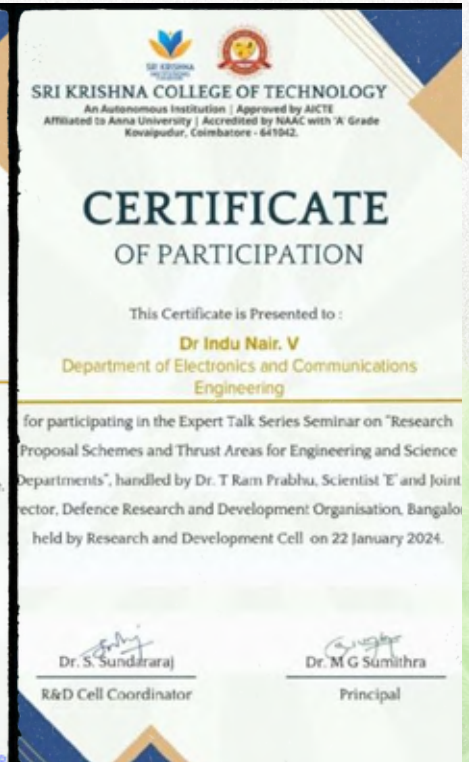 SRI KRISHNA
SRI KRISHNA COLLEGE OF TECHNOLOGY
An Autonomous Institution | Approved by AICTE
Affiliated to Anna University | Accredited by NAAC with 'A' Grade
Kovaipudur, Coimbatore - 641042.
CERTIFICATE
OF PARTICIPATION
This Certificate is Presented to :
Dr Indu Nair. V
Department of Electronics and Communications
Engineering
for participating in the Expert Talk Series Seminar on "Research
Proposal Schemes and Thrust Areas for Engineering and Science
Departments", handled by Dr. T Ram Prabhu, Scientist 'E' and Joint
ector, Defence Research and Development Organisation, Bangalo
held by Research and Development Cell on 22 January 2024.
Dr. S. Sundararaj
Dr. M G Sumithra
R&D Cell Coordinator
Principal